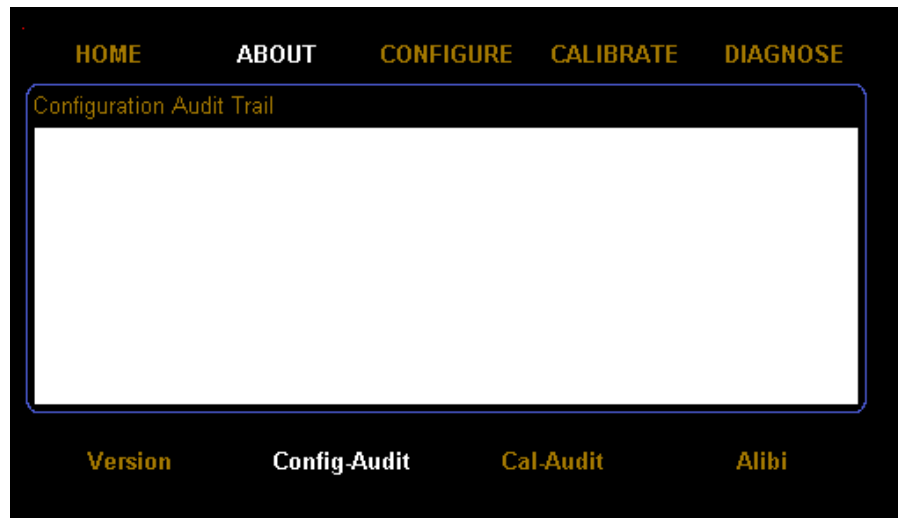 HOME ABOUT CONFIGURE CALIBRATE DIAGNOSE
Configuration Audit Trail
Version Config-Audit Cal-Audit Alibi